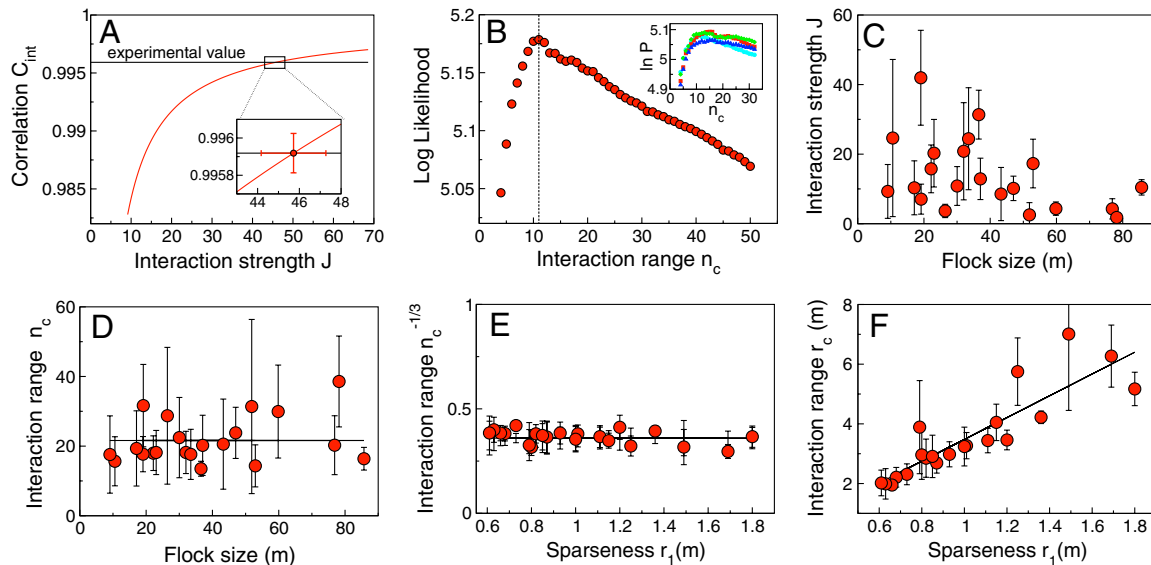 A
experimental value
Correlation C_int
1
0.995
0.99
0.985
0.996
0.9958
44 46 48
0 10 20 30 40 50 60 70
Interaction strength J
B
Log Likelihood
5.2
5.15
5.1
5.05
ln P
5.1
5
4.9
0 10 20 30
n_c
0 10 20 30 40 50
Interaction range n_c
C
Interaction strength J
60
40
20
0
0 20 40 60 80
Flock size (m)
D
Interaction range n_c
60
40
20
0
0 20 40 60 80
Flock size (m)
E
Interaction range n_c^-1/3
1
0.5
0
0.6 0.8 1 1.2 1.4 1.6 1.8
Sparseness r_1(m)
F
Interaction range r_c (m)
8
6
4
2
0.6 0.8 1 1.2 1.4 1.6 1.8
Sparseness r_1(m)